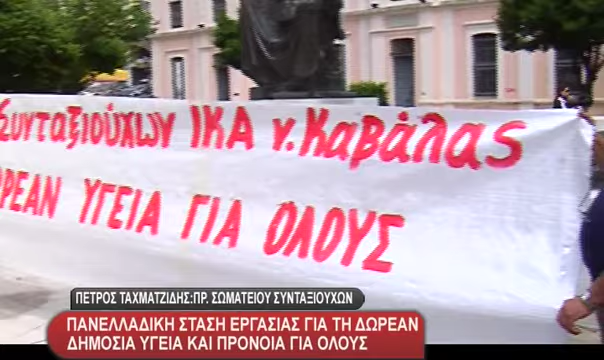 Συνταξιούχων ΙΚΑ ν. Καβάλας
ΩΡΕΑΝ ΥΓΕΙΑ ΓΙΑ ΟΛΟΥΣ
ΠΕΤΡΟΣ ΤΑΧΜΑΤΖΙΔΗΣ:ΠΡ. ΣΩΜΑΤΕΙΟΥ ΣΥΝΤΑΞΙΟΥΧΩΝ
ΠΑΝΕΛΛΑΔΙΚΗ ΣΤΑΣΗ ΕΡΓΑΣΙΑΣ ΓΙΑ ΤΗ ΔΩΡΕΑΝ
ΔΗΜΟΣΙΑ ΥΓΕΙΑ ΚΑΙ ΠΡΟΝΟΙΑ ΓΙΑ ΟΛΟΥΣ